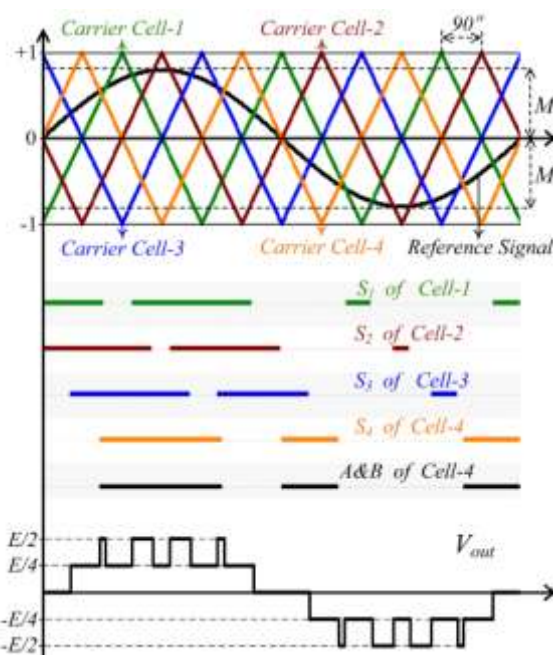 Carrier Cell-1 Carrier Cell-2 90°
+1
M
0
M
-1
Carrier Cell-3 Carrier Cell-4 Reference Signal
S1 of Cell-1
S2 of Cell-2
S3 of Cell-3
S4 of Cell-4
A&B of Cell-4
E/2
Vout
E/4
-E/4
-E/2